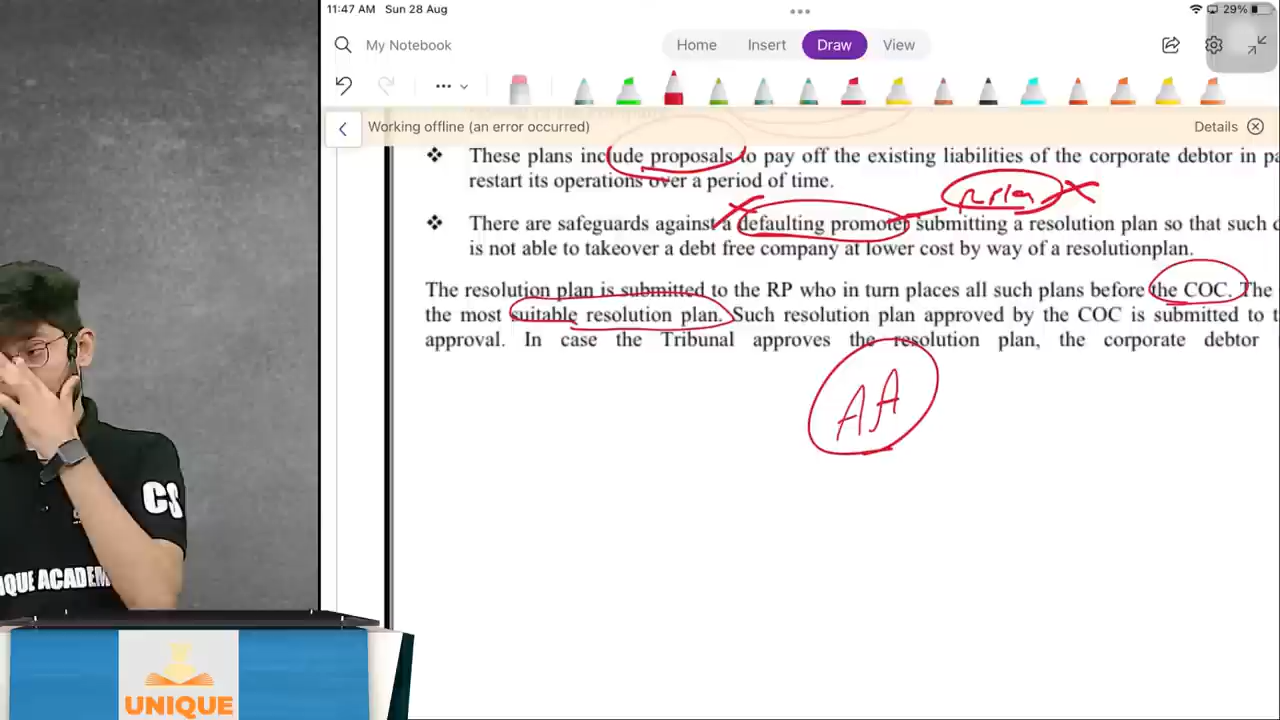 11:47 AM Sun 28 Aug
29%
My Notebook
Home Insert Draw View
Working offline (an error occurred)
Details
These plans include proposals to pay off the existing liabilities of the corporate debtor in pa
restart its operations over a period of time.
There are safeguards against a defaulting promoter submitting a resolution plan so that such d
is not able to takeover a debt free company at lower cost by way of a resolutionplan.
The resolution plan is submitted to the RP who in turn places all such plans before the COC. The
the most suitable resolution plan. Such resolution plan approved by the COC is submitted to t
approval. In case the Tribunal approves the resolution plan, the corporate debtor
AA
CS
IQUE ACADEM
UNIQUE